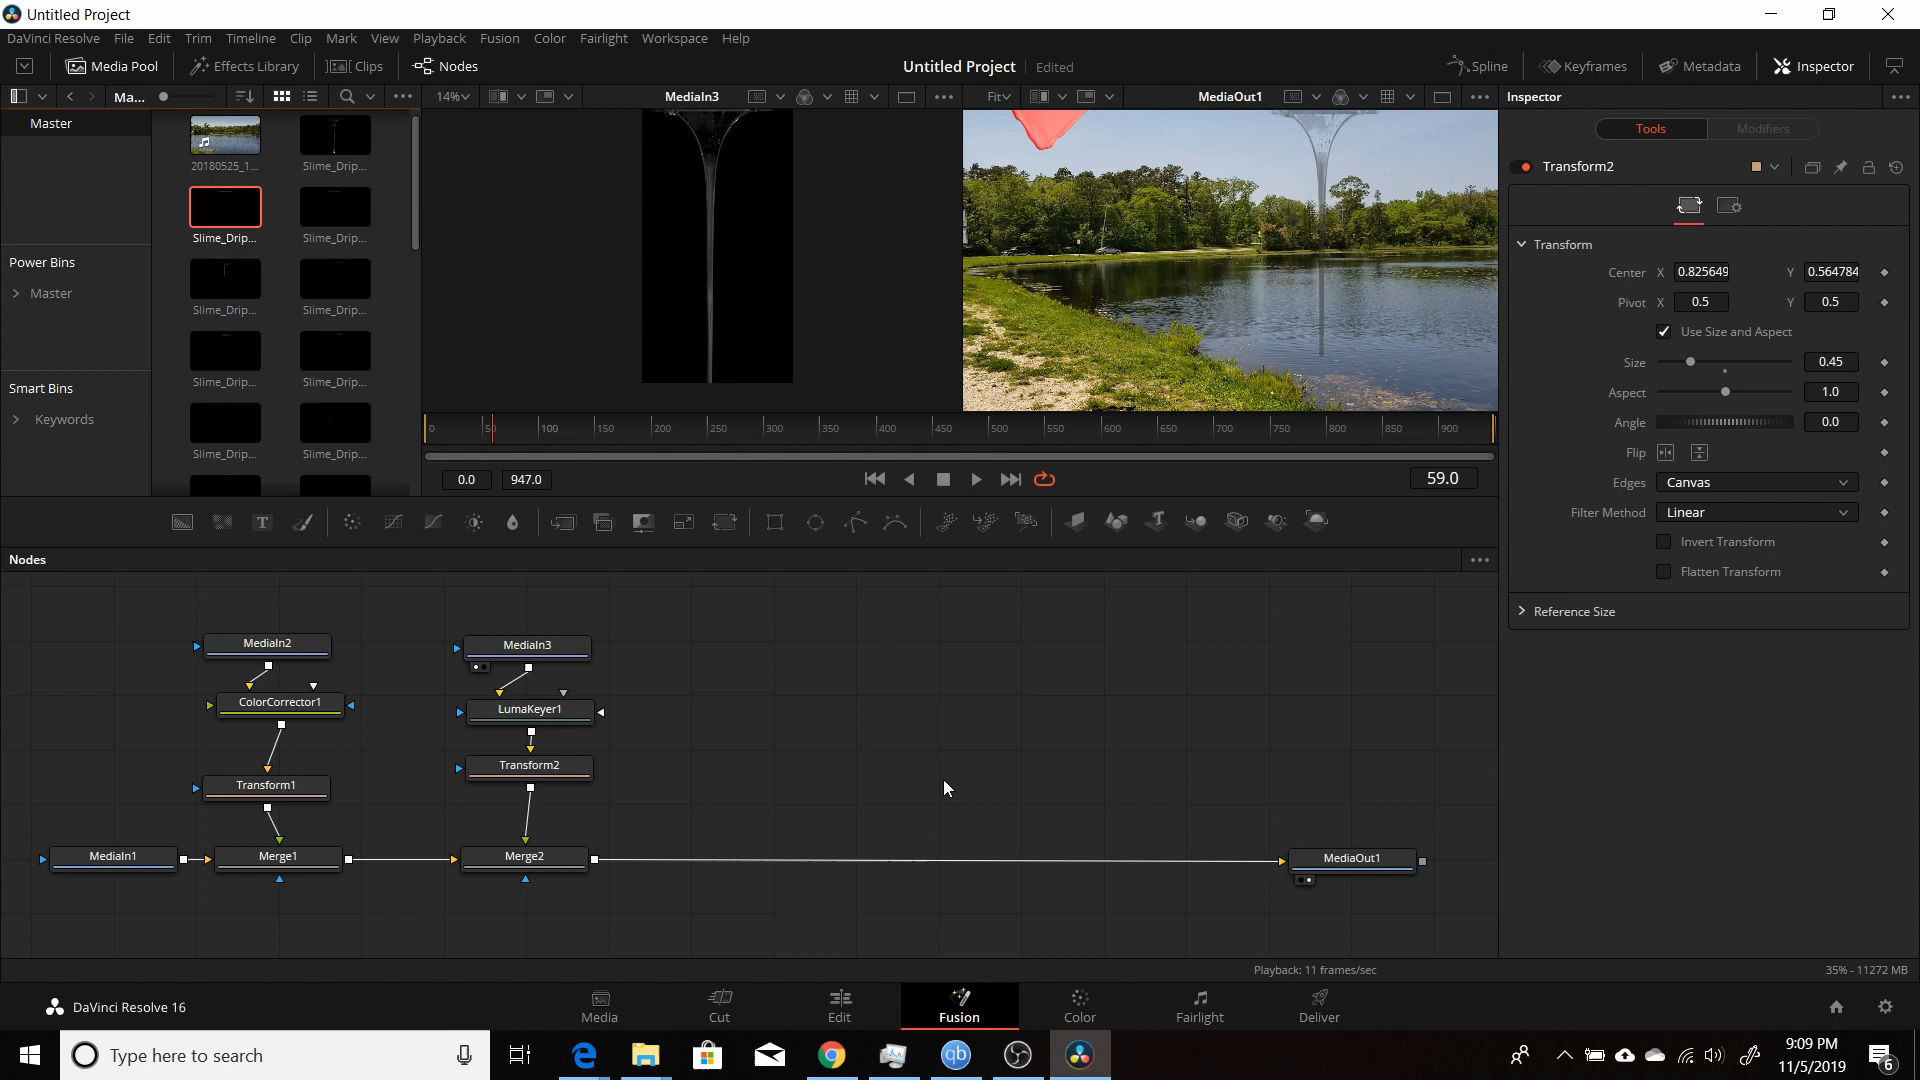 Untitled Project
DaVinci Resolve File Edit Trim Timeline Clip Mark View Playback Fusion Color Fairlight Workspace Help
Media Pool Effects Library Clips Nodes Untitled Project Edited Spline Keyframes Metadata Inspector
Ma... 14% MediaIn3 Fit MediaOut1 Inspector
Master
Tools Modifiers
20180525_1... Slime_Drip...
Transform2
Slime_Drip... Slime_Drip...
Transform
Power Bins
Center X 0.825649 Y 0.564784
Master
Pivot X 0.5 Y 0.5
Slime_Drip... Slime_Drip...
Use Size and Aspect
Size 0.45
Slime_Drip... Slime_Drip...
Smart Bins
Aspect 1.0
Keywords
Angle 0.0
0 50 100 150 200 250 300 350 400 450 500 550 600 650 700 750 800 850 900
Slime_Drip... Slime_Drip...
Flip
0.0 947.0 59.0
Edges Canvas
Filter Method Linear
Invert Transform
Flatten Transform
Nodes
Reference Size
MediaIn2 MediaIn3
ColorCorrector1 LumaKeyer1
Transform2
Transform1
MediaIn1 Merge1 Merge2 MediaOut1
Playback: 11 frames/sec 35% - 11272 MB
DaVinci Resolve 16
Media Cut Edit Fusion Color Fairlight Deliver
Type here to search
qb
9:09 PM
11/5/2019
6